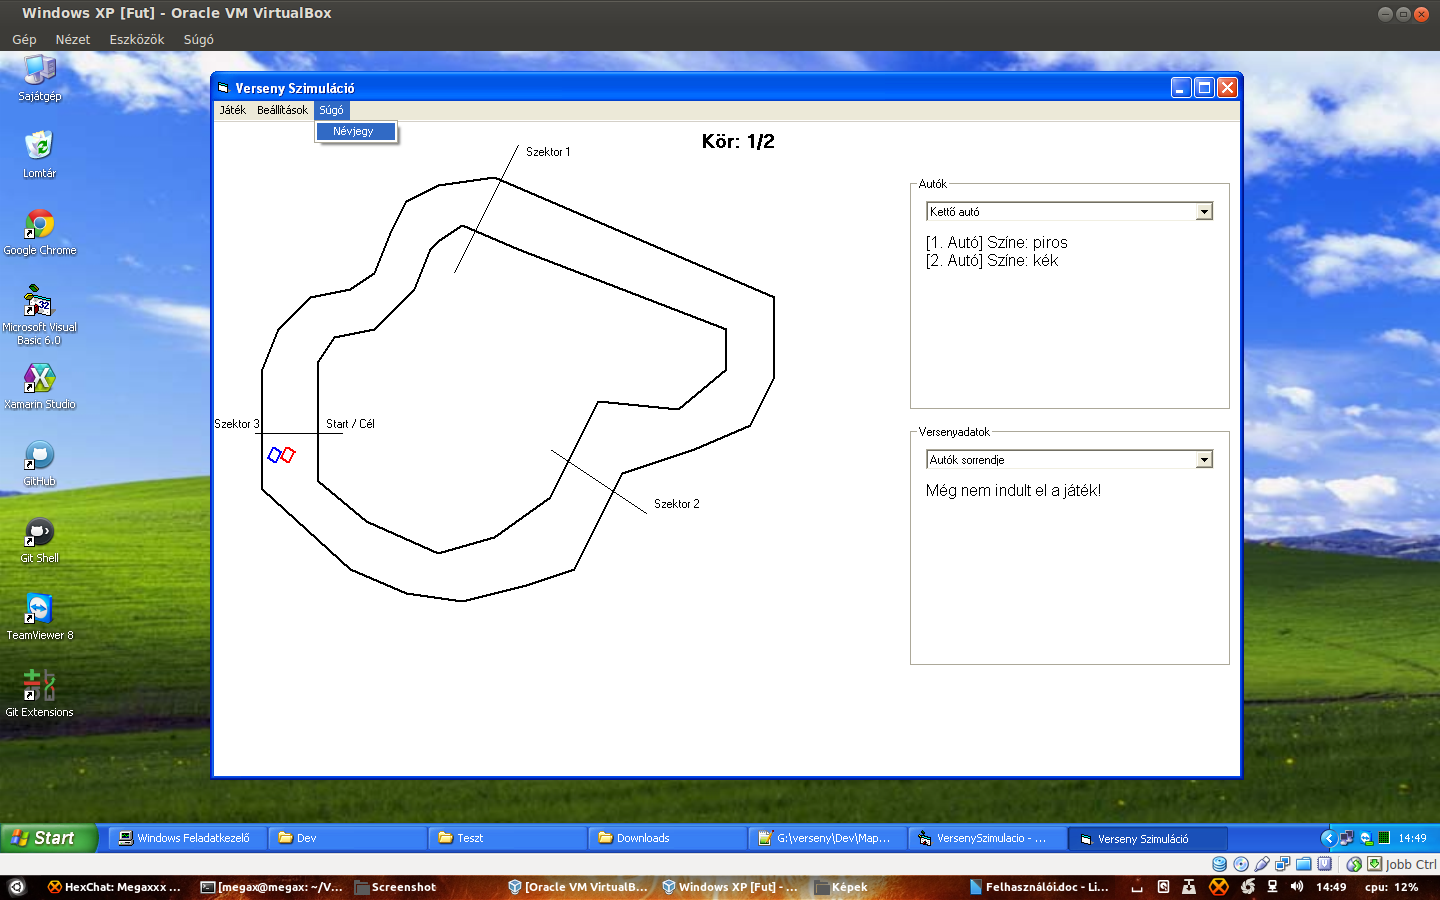 Windows XP [Fut] - Oracle VM VirtualBox
Gép Nézet Eszközök Súgó
Sajátgép
Lomtár
Google Chrome
Microsoft Visual
Basic 6.0
Xamarin Studio
GitHub
Git Shell
TeamViewer 8
Git Extensions
Verseny Szimuláció
Játék Beállítások Súgó
Névjegy
Kör: 1/2
Szektor 1
Szektor 3
Start / Cél
Szektor 2
Autók
Kettő autó
[1. Autó] Színe: piros
[2. Autó] Színe: kék
Versenyadatok
Autók sorrendje
Még nem indult el a játék!
Start Windows Feladatkezelő Dev Teszt Downloads G:\verseny\Dev\Map... VersenySzimulacio - ... Verseny Szimuláció 14:49
Jobb Ctrl
HexChat: Megaxxx ... [megax@megax: ~/V... Screenshot [Oracle VM VirtualB... Windows XP [Fut] - ... Képek Felhasználói.doc - Li... 14:49 cpu: 12%